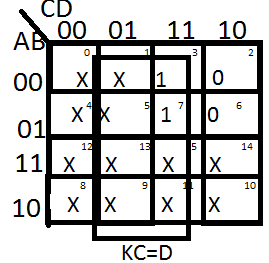 CD
AB 00 01 11 10
0 1 3 2
00 X X 1 0
4 5 7 6
01 X X 1 0
12 13 5 14
11 X X X X
8 9 11 10
10 X X X X
KC=D